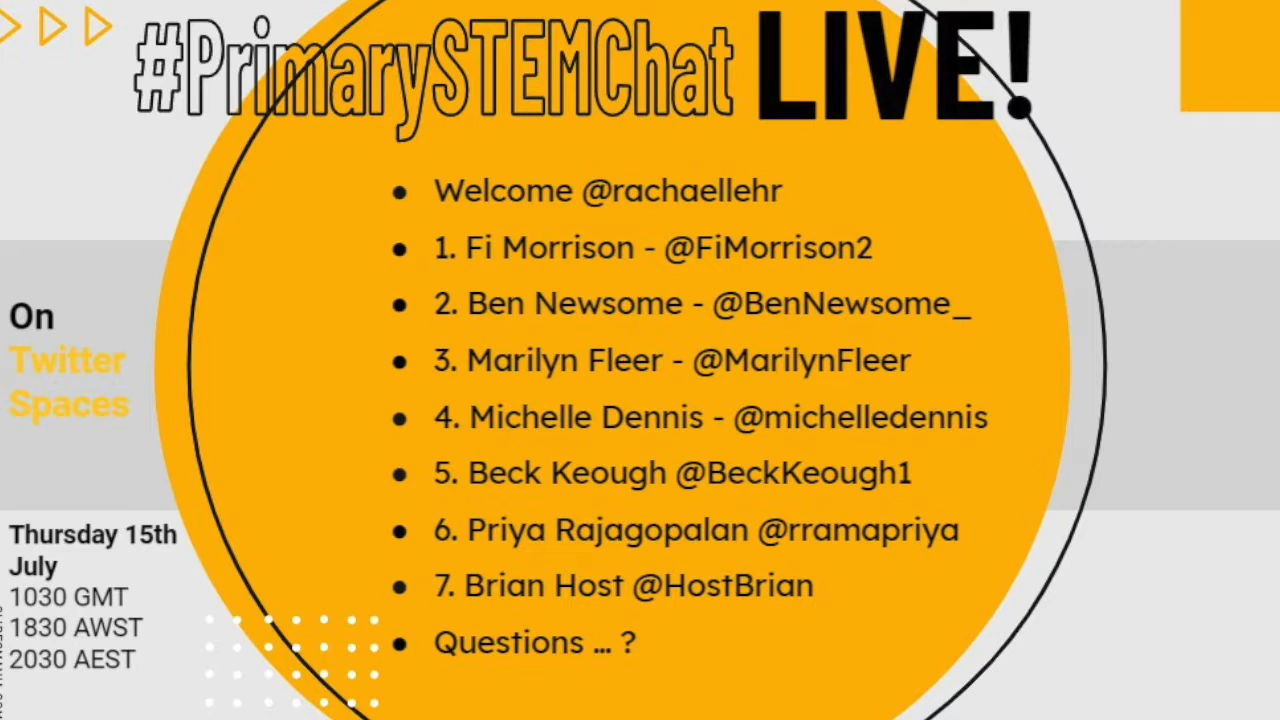 #PrimarySTEMChat LIVE!
• Welcome @rachaellehr
• 1. Fi Morrison - @FiMorrison2
• 2. Ben Newsome - @BenNewsome_
• 3. Marilyn Fleer - @MarilynFleer
• 4. Michelle Dennis - @michelledennis
• 5. Beck Keough @BeckKeough1
• 6. Priya Rajagopalan @rramapriya
• 7. Brian Host @HostBrian
• Questions ... ?
On
Twitter
Spaces
Thursday 15th
July
1030 GMT
1830 AWST
2030 AEST